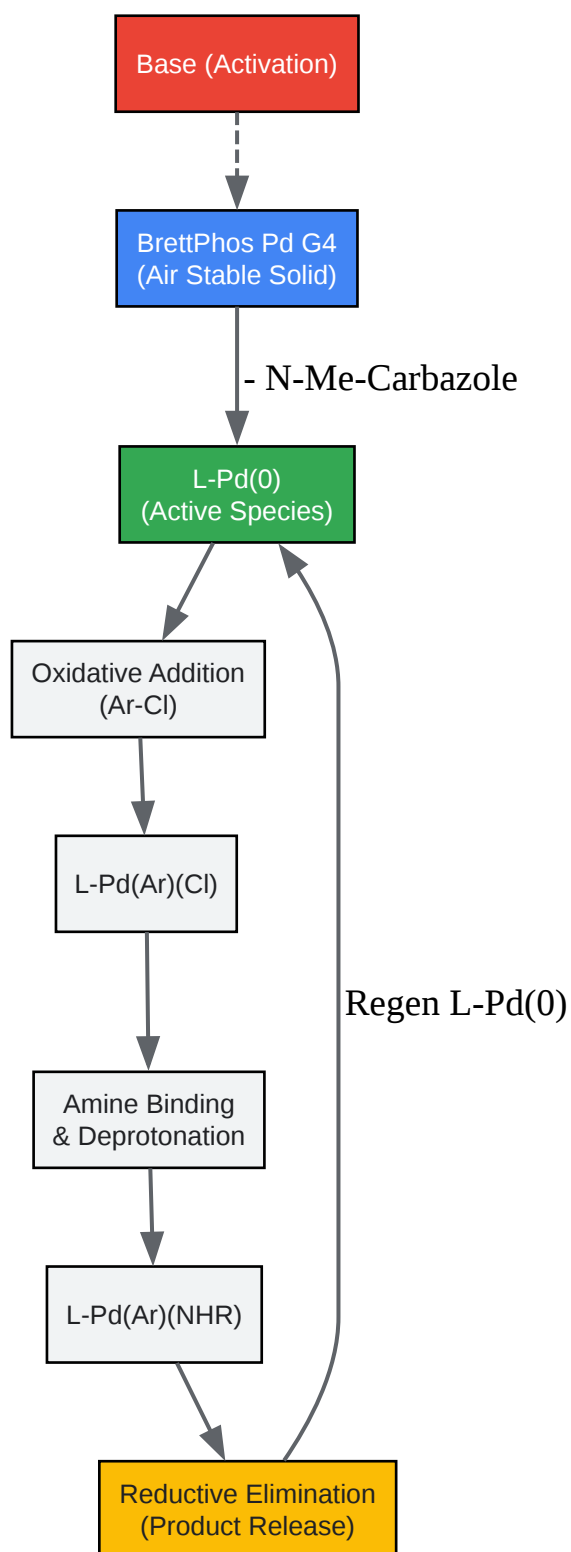 Base (Activation)
BrettPhos Pd G4
(Air Stable Solid)
- N-Me-Carbazole
L-Pd(0)
(Active Species)
Oxidative Addition
(Ar-Cl)
L-Pd(Ar)(Cl)
Regen L-Pd(0)
Amine Binding
& Deprotonation
L-Pd(Ar)(NHR)
Reductive Elimination
(Product Release)